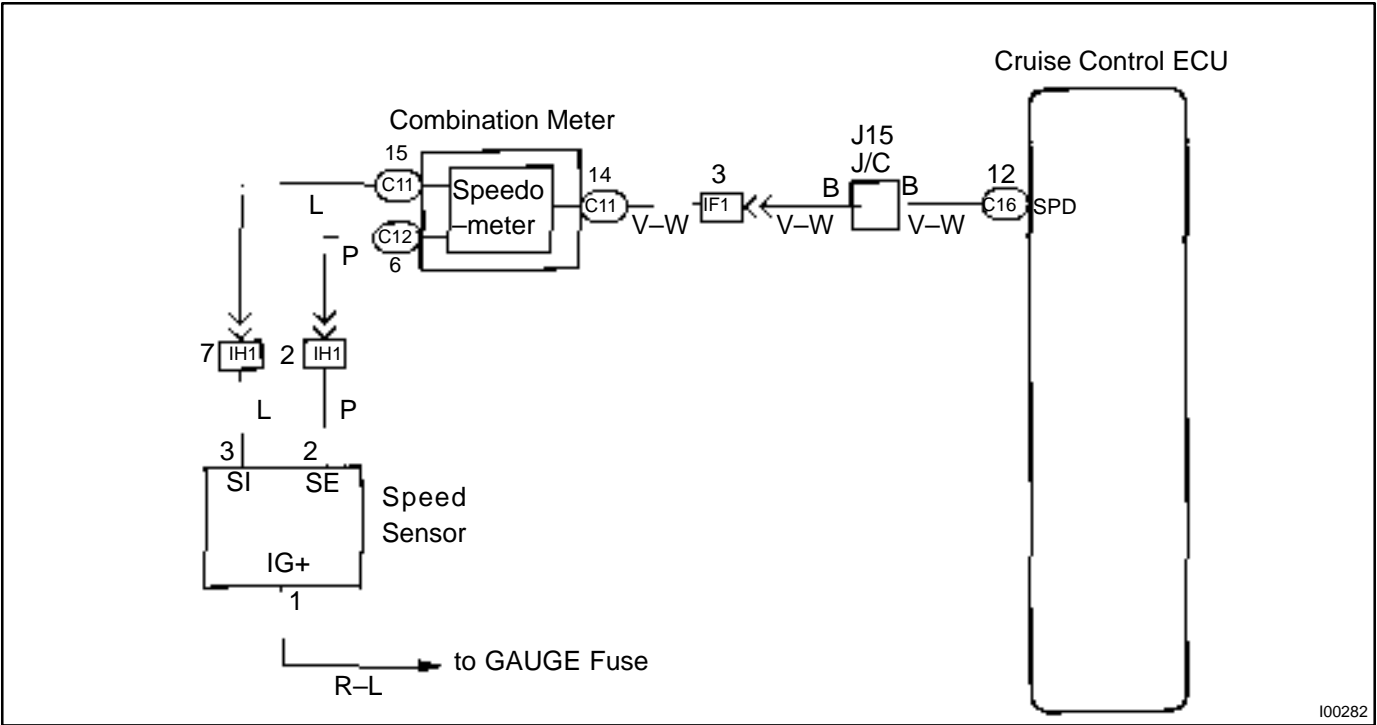 Cruise Control ECU
Combination Meter
15
C11
L
Speedo
–meter
C12
P
6
14
C11
V–W
3
IF1
V–W
J15
J/C
B
B
V–W
12
C16
SPD
7
IH1
2
IH1
L
P
3
2
SI
SE
Speed
Sensor
IG+
1
to GAUGE Fuse
R–L
I00282